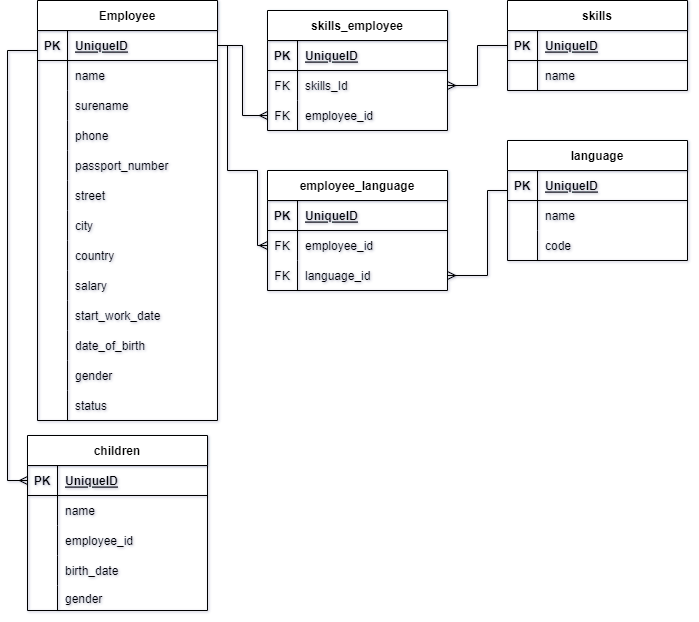 Employee
PK UniqueID
name
surename
phone
passport_number
street
city
country
salary
start_work_date
date_of_birth
gender
status
skills_employee
PK UniqueID
FK skills_Id
FK employee_id
skills
PK UniqueID
name
employee_language
PK UniqueID
FK employee_id
FK language_id
language
PK UniqueID
name
code
children
PK UniqueID
name
employee_id
birth_date
gender